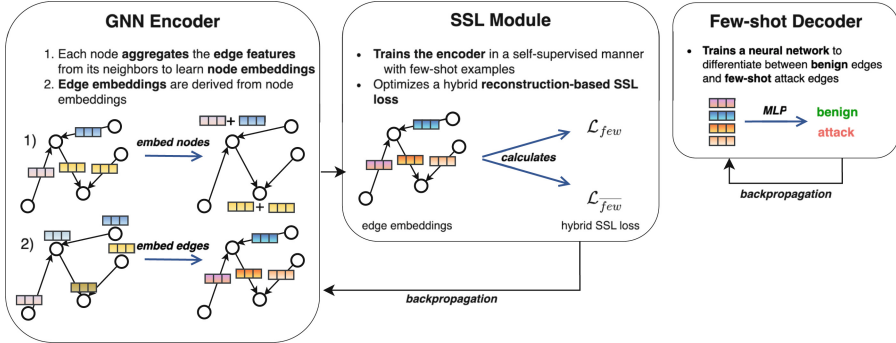 GNN Encoder
1. Each node aggregates the edge features
from its neighbors to learn node embeddings
2. Edge embeddings are derived from node
embeddings
1)
+
embed nodes
+
2)
embed edges
SSL Module
• Trains the encoder in a self-supervised manner
with few-shot examples
• Optimizes a hybrid reconstruction-based SSL
loss
calculates
ℒ_few
ℒ_\overline{few}
edge embeddings
hybrid SSL loss
backpropagation
Few-shot Decoder
• Trains a neural network to
differentiate between benign edges
and few-shot attack edges
MLP
benign
attack
backpropagation